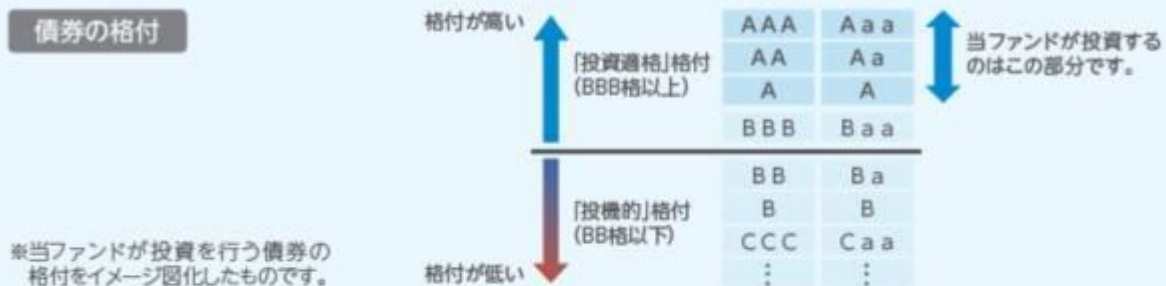 債券の格付
格付が高い
「投資適格」格付
(BBB格以上)
AAA Aaa
AA Aa
A A
BBB Baa
当ファンドが投資する
のはこの部分です。
BB Ba
B B
CCC Caa
⋮ ⋮
「投機的」格付
(BB格以下)
格付が低い
※当ファンドが投資を行う債券の
格付をイメージ図化したものです。